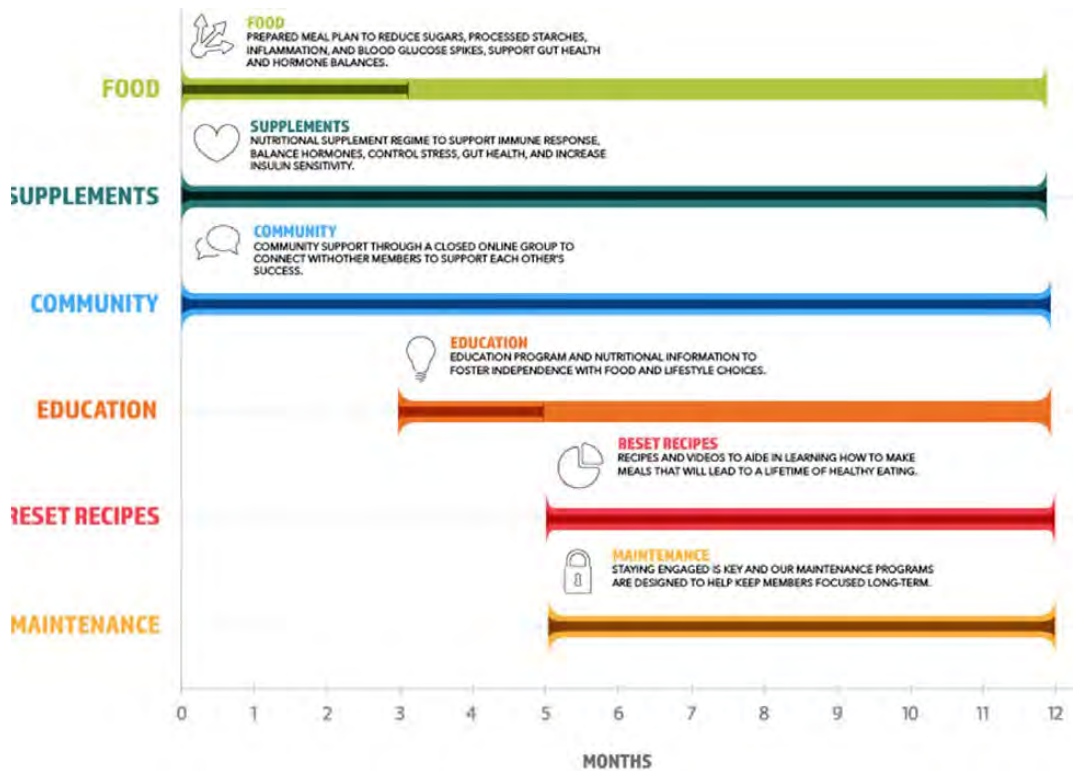 FOOD
PREPARED MEAL PLAN TO REDUCE SUGARS, PROCESSED STARCHES,
INFLAMMATION, AND BLOOD GLUCOSE SPIKES, SUPPORT GUT HEALTH
AND HORMONE BALANCES.
FOOD
SUPPLEMENTS
NUTRITIONAL SUPPLEMENT REGIME TO SUPPORT IMMUNE RESPONSE,
BALANCE HORMONES, CONTROL STRESS, GUT HEALTH, AND INCREASE
INSULIN SENSITIVITY.
SUPPLEMENTS
COMMUNITY
COMMUNITY SUPPORT THROUGH A CLOSED ONLINE GROUP TO
CONNECT WITHOTHER MEMBERS TO SUPPORT EACH OTHER'S
SUCCESS.
COMMUNITY
EDUCATION
EDUCATION PROGRAM AND NUTRITIONAL INFORMATION TO
FOSTER INDEPENDENCE WITH FOOD AND LIFESTYLE CHOICES.
EDUCATION
RESET RECIPES
RECIPES AND VIDEOS TO AIDE IN LEARNING HOW TO MAKE
MEALS THAT WILL LEAD TO A LIFETIME OF HEALTHY EATING.
RESET RECIPES
MAINTENANCE
STAYING ENGAGED IS KEY AND OUR MAINTENANCE PROGRAMS
ARE DESIGNED TO HELP KEEP MEMBERS FOCUSED LONG-TERM.
MAINTENANCE
0 1 2 3 4 5 6 7 8 9 10 11 12
MONTHS